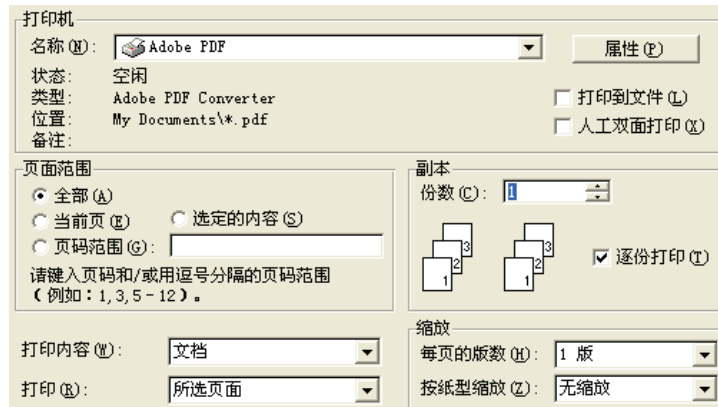 打印机
名称(N): Adobe PDF 属性(P)
状态: 空闲
类型: Adobe PDF Converter 打印到文件(L)
位置: My Documents\*.pdf 人工双面打印(X)
备注:
页面范围
全部(A)
当前页(E) 选定的内容(S)
页码范围(G):
请键入页码和/或用逗号分隔的页码范围
(例如:1,3,5-12)。
副本
份数(C): 1
3 3
2 2
1 1
逐份打印(T)
打印内容(W): 文档
打印(R): 所选页面
缩放
每页的版数(H): 1 版
按纸型缩放(Z): 无缩放